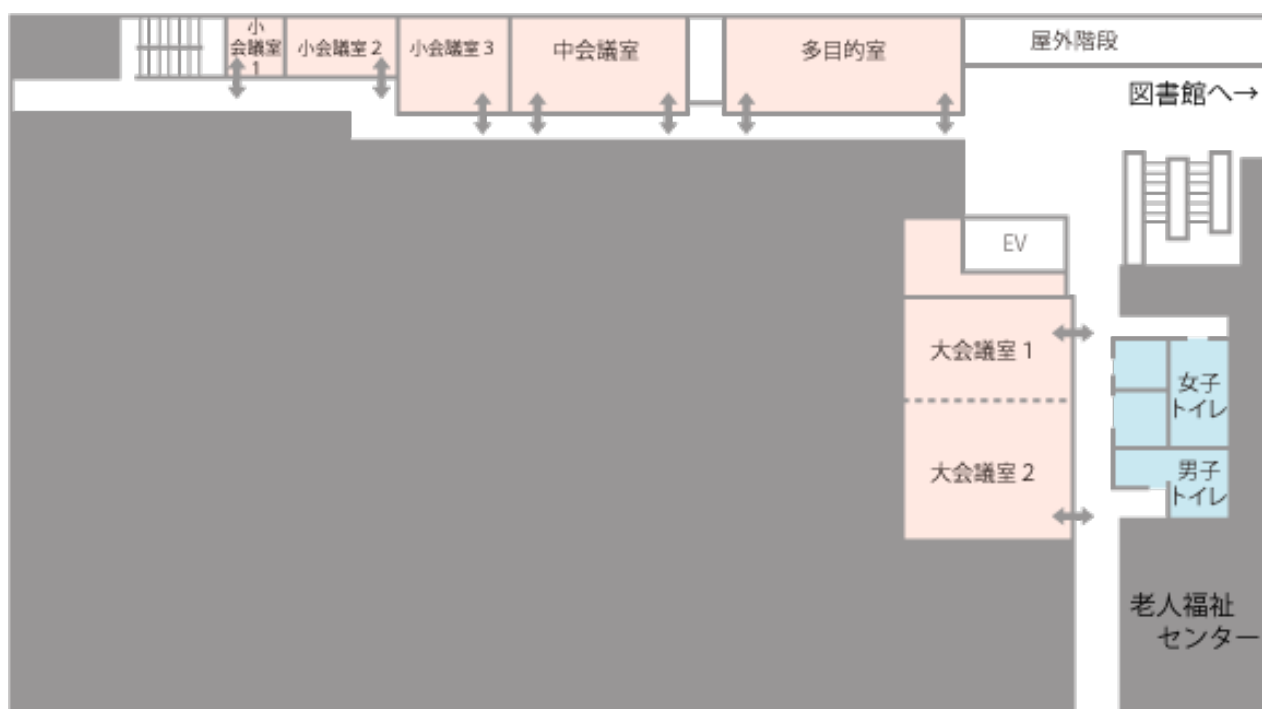 小
会議室
1
小会議室 2
小会議室 3
中会議室
多目的室
屋外階段
図書館へ→
EV
大会議室 1
女子
トイレ
大会議室 2
男子
トイレ
老人福祉
センター